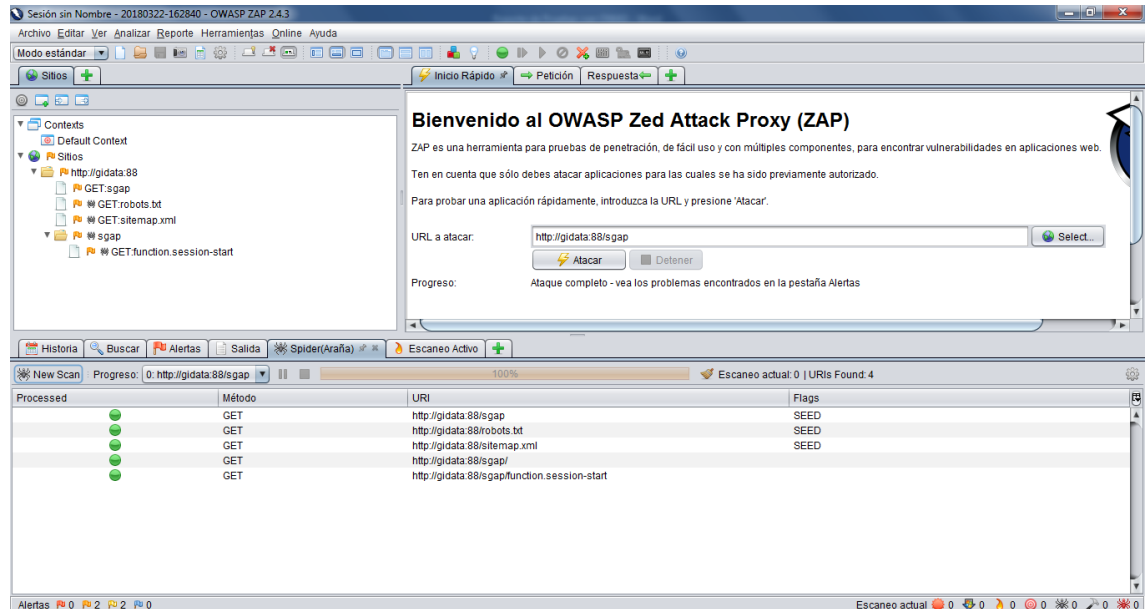 Sesión sin Nombre - 20180322-162840 - OWASP ZAP 2.4.3
Archivo Editar Ver Analizar Reporte Herramientas Online Ayuda
Modo estándar
Sitios
Inicio Rápido
Petición
Respuesta
Contexts
Default Context
Sitios
http://gidata:88
GET:sgap
GET:robots.txt
GET:sitemap.xml
sgap
GET:function.session-start
Bienvenido al OWASP Zed Attack Proxy (ZAP)
ZAP es una herramienta para pruebas de penetración, de fácil uso y con múltiples componentes, para encontrar vulnerabilidades en aplicaciones web.
Ten en cuenta que sólo debes atacar aplicaciones para las cuales se ha sido previamente autorizado.
Para probar una aplicación rápidamente, introduzca la URL y presione 'Atacar'.
URL a atacar: http://gidata:88/sgap Select...
Atacar Detener
Progreso: Ataque completo - vea los problemas encontrados en la pestaña Alertas
Historia Buscar Alertas Salida Spider(Araña) Escaneo Activo
New Scan Progreso: 0: http://gidata:88/sgap 100% Escaneo actual: 0 | URIs Found: 4
Processed Método URI Flags
GET http://gidata:88/sgap SEED
GET http://gidata:88/robots.txt SEED
GET http://gidata:88/sitemap.xml SEED
GET http://gidata:88/sgap/
GET http://gidata:88/sgap/function.session-start
Alertas 0 2 2 0 Escaneo actual 0 0 0 0 0 0 0